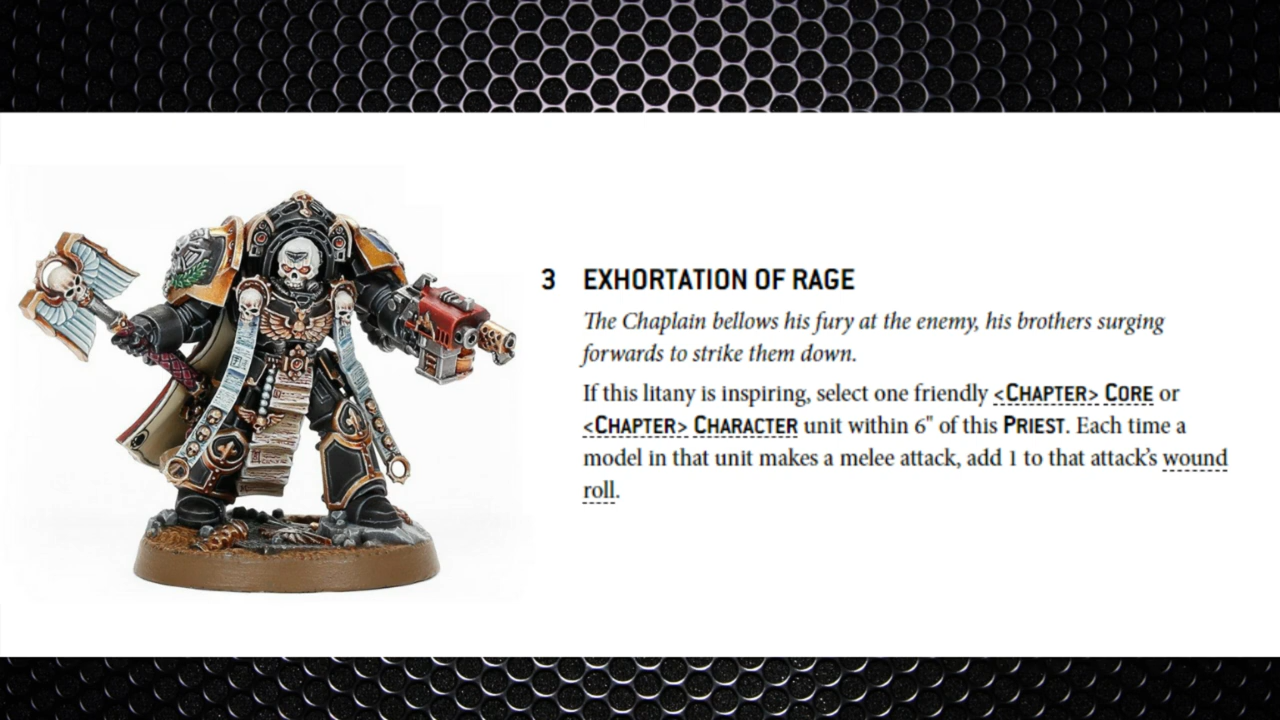 3 EXHORTATION OF RAGE
The Chaplain bellows his fury at the enemy, his brothers surging
forwards to strike them down.
If this litany is inspiring, select one friendly <CHAPTER> CORE or
<CHAPTER> CHARACTER unit within 6" of this PRIEST. Each time a
model in that unit makes a melee attack, add 1 to that attack's wound
roll.